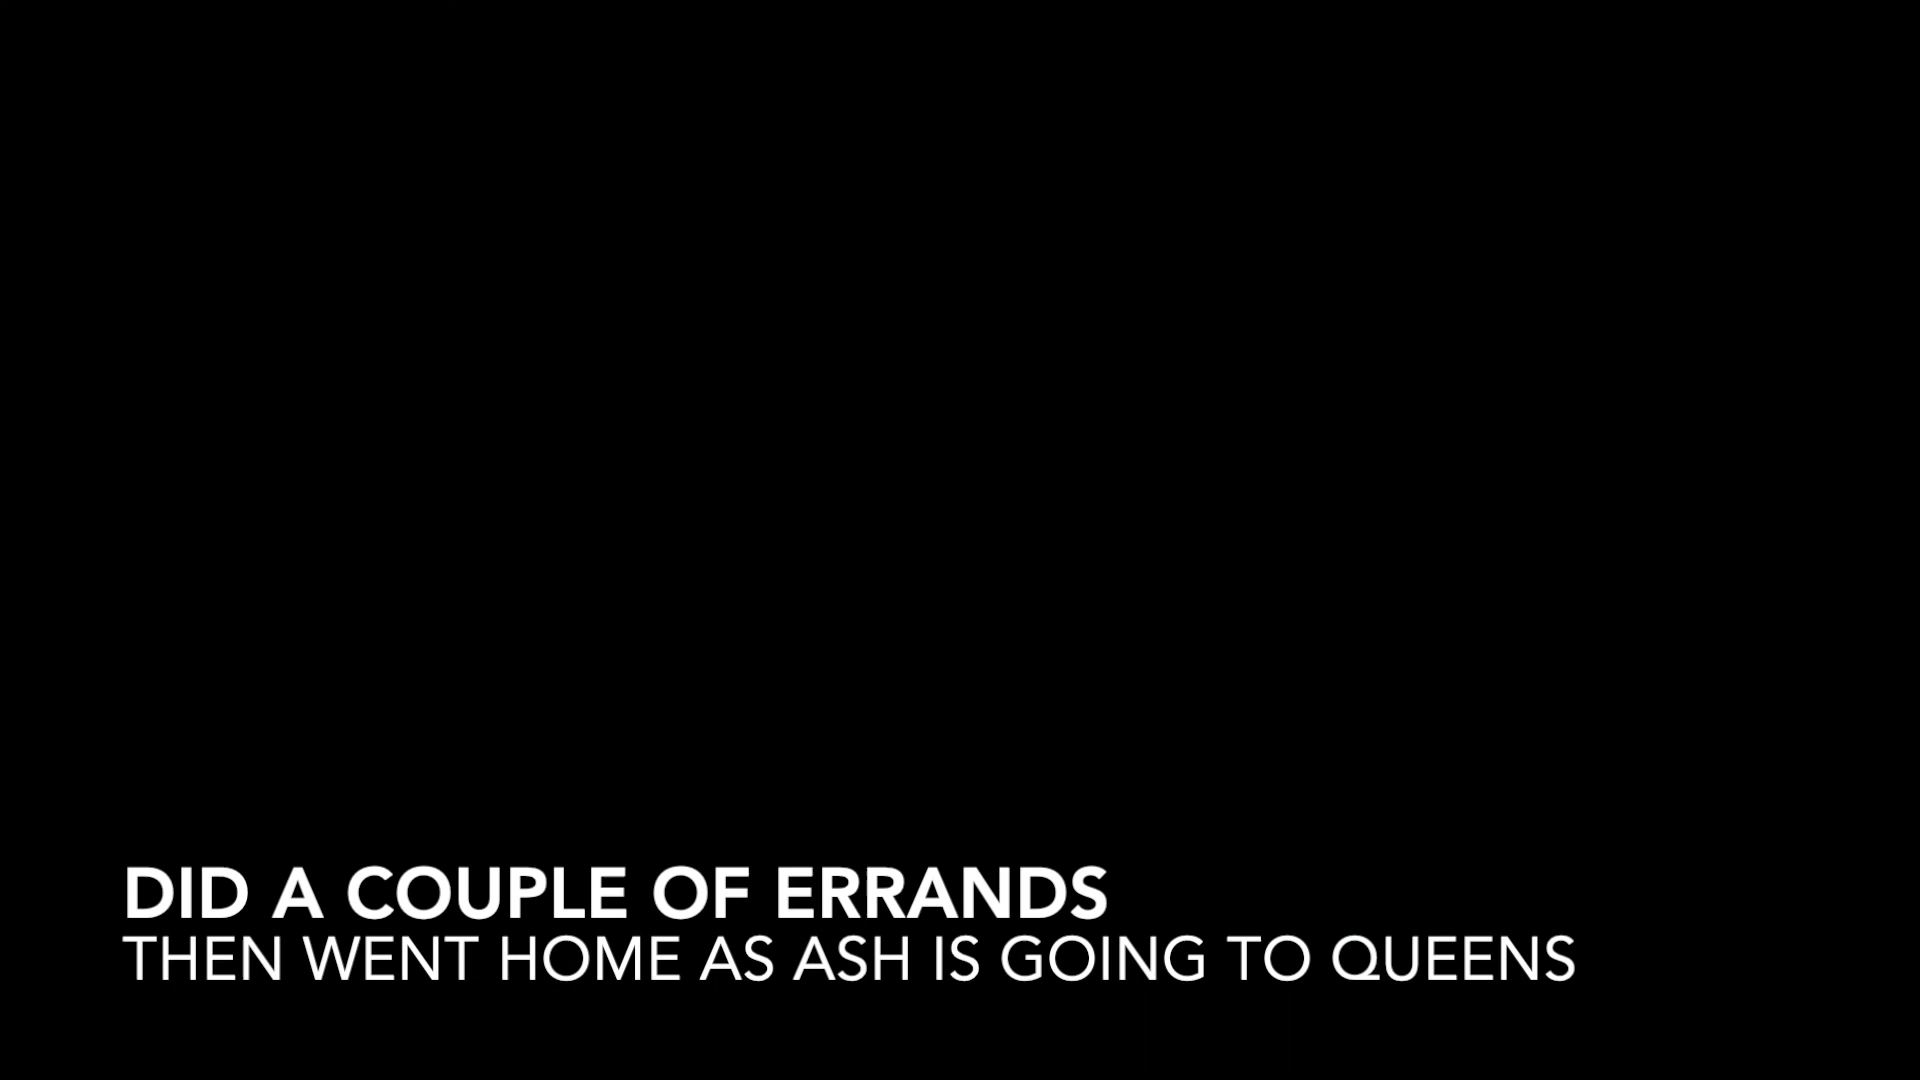 DID A COUPLE OF ERRANDS
THEN WENT HOME AS ASH IS GOING TO QUEENS